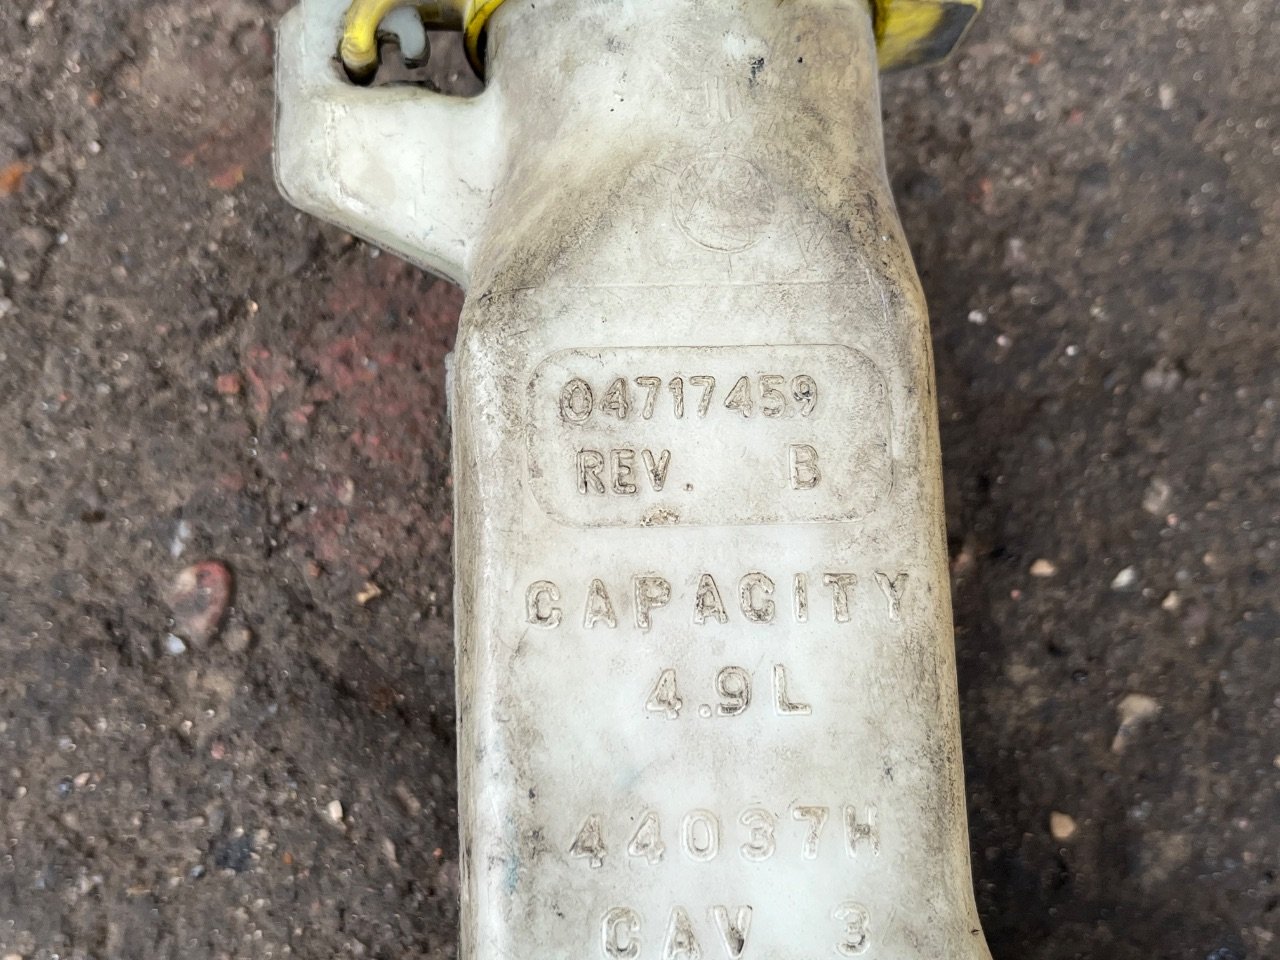 04717459
REV. B
CAPACITY
4.9L
44037H
CAV 3